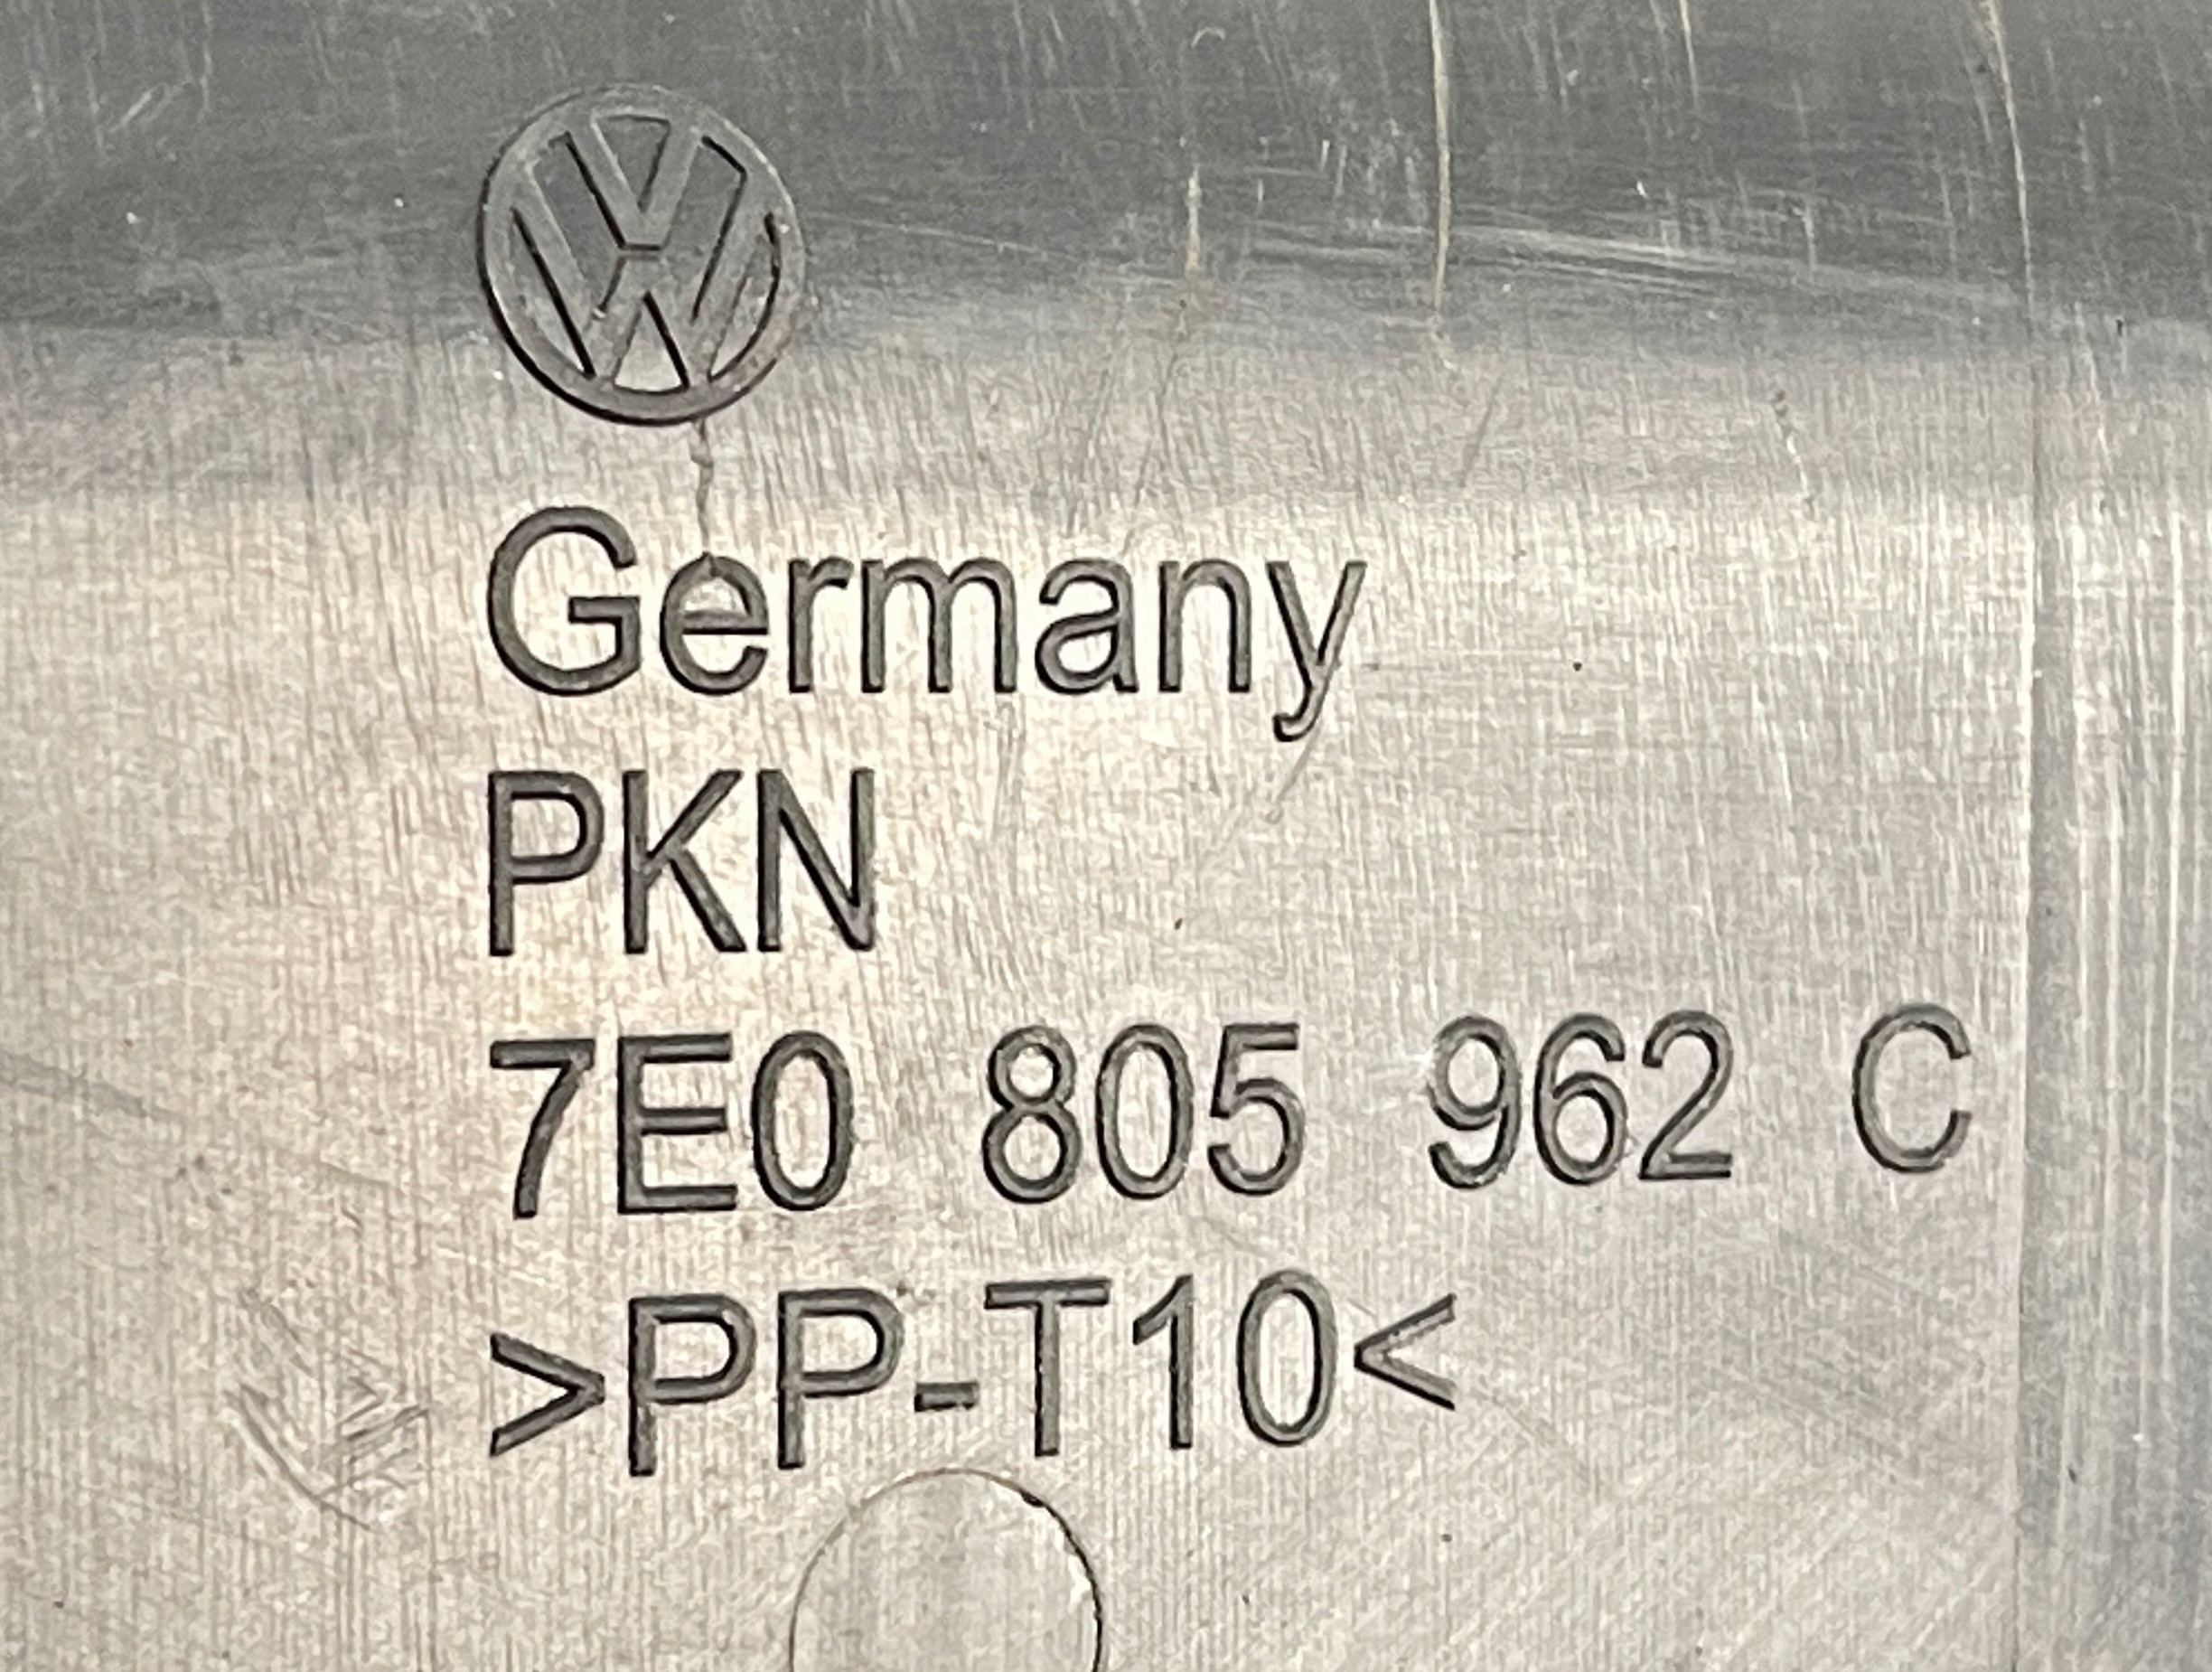 Germany
PKN
7E0 805 962 C
>PP-T10<